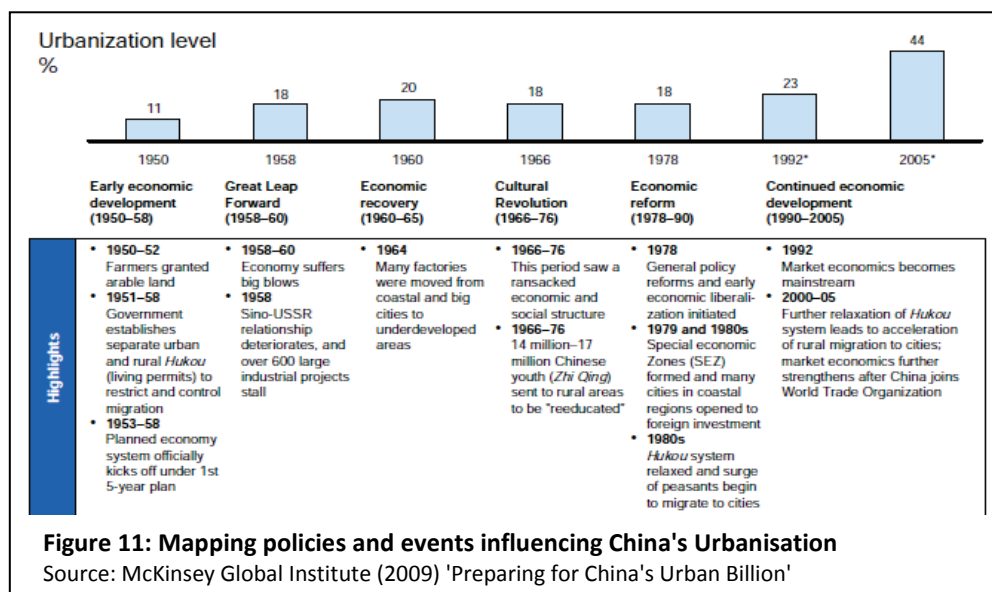 Urbanization level
%
11
18
20
18
18
23
44
1950
1958
1960
1966
1978
1992*
2005*
Early economic
development
(1950–58)
Great Leap
Forward
(1958–60)
Economic
recovery
(1960–65)
Cultural
Revolution
(1966–76)
Economic
reform
(1978–90)
Continued economic
development
(1990–2005)
Highlights
• 1950–52
Farmers granted
arable land
• 1951–58
Government
establishes
separate urban
and rural Hukou
(living permits) to
restrict and control
migration
• 1953–58
Planned economy
system officially
kicks off under 1st
5-year plan
• 1958–60
Economy suffers
big blows
• 1958
Sino-USSR
relationship
deteriorates, and
over 600 large
industrial projects
stall
• 1964
Many factories
were moved from
coastal and big
cities to
underdeveloped
areas
• 1966–76
This period saw a
ransacked
economic and
social structure
• 1966–76
14 million–17
million Chinese
youth (Zhi Qing)
sent to rural areas
to be "reeducated"
• 1978
General policy
reforms and early
economic liberali-
zation initiated
• 1979 and 1980s
Special economic
Zones (SEZ)
formed and many
cities in coastal
regions opened to
foreign investment
• 1980s
Hukou system
relaxed and surge
of peasants begin
to migrate to cities
• 1992
Market economics becomes
mainstream
• 2000–05
Further relaxation of Hukou
system leads to acceleration
of rural migration to cities;
market economics further
strengthens after China joins
World Trade Organization
Figure 11: Mapping policies and events influencing China's Urbanisation
Source: McKinsey Global Institute (2009) 'Preparing for China's Urban Billion'